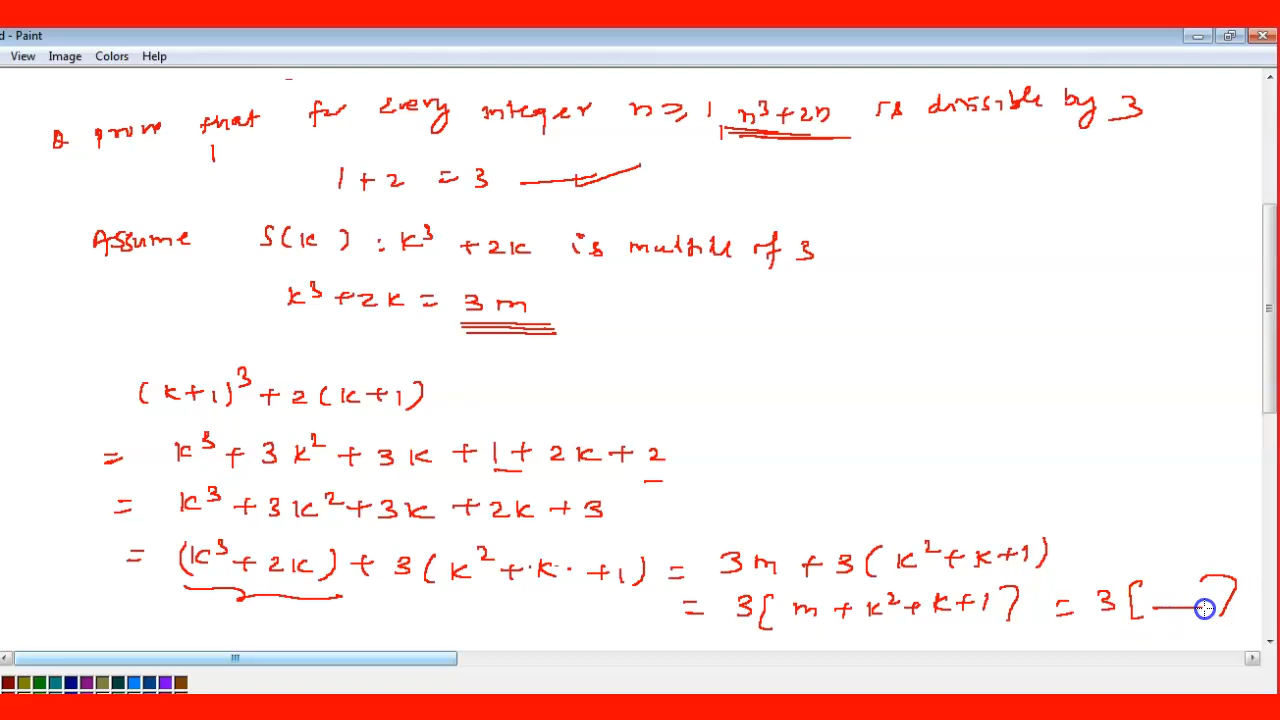 d - Paint
View Image Colors Help
prove that for every integer n ≥ 1, n³+2n is divisible by 3
1
1 + 2 = 3
Assume S(k) : k³ + 2k is multiple of 3
k³ + 2k = 3m
(k+1)³ + 2(k+1)
= k³ + 3k² + 3k + 1 + 2k + 2
= k³ + 3k² + 3k + 2k + 3
= (k³ + 2k) + 3(k² + k + 1) = 3m + 3(k² + k + 1)
= 3[m + k² + k + 1] = 3[ ]